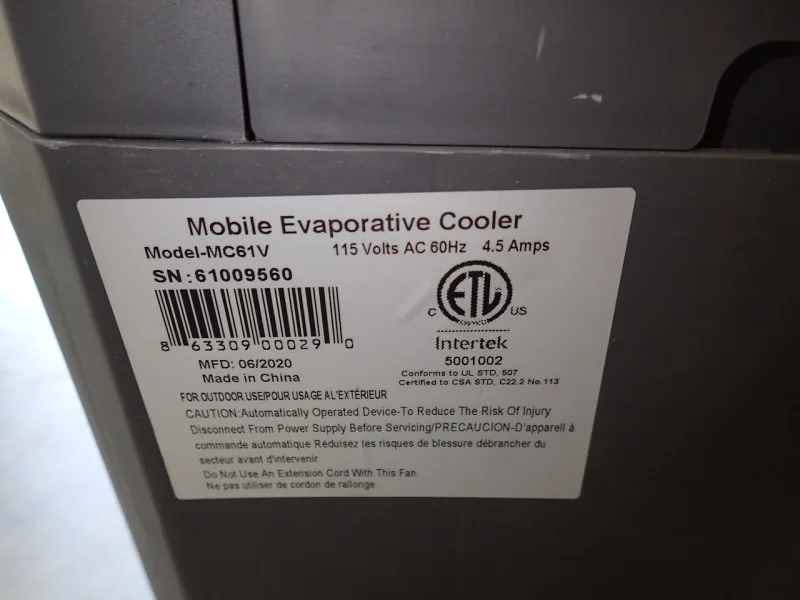 Mobile Evaporative Cooler
Model-MC61V 115 Volts AC 60Hz 4.5 Amps
SN:61009560
8 63309 00029 0
MFD: 06/2020
Made in China
C ETL US
Intertek
5001002
Conforms to UL STD, 507
Certified to CSA STD, C22.2 No.113
FOR OUTDOOR USE/POUR USAGE A L'EXTÉRIEUR
CAUTION:Automatically Operated Device-To Reduce The Risk Of Injury
Disconnect From Power Supply Before Servicing/PRECAUCION-D'appareil à
commande automatique Réduisez les risques de blessure débrancher du
secteur avant d'intervenir
Do Not Use An Extension Cord With This Fan.
Ne pas utiliser de cordon de rallonge.